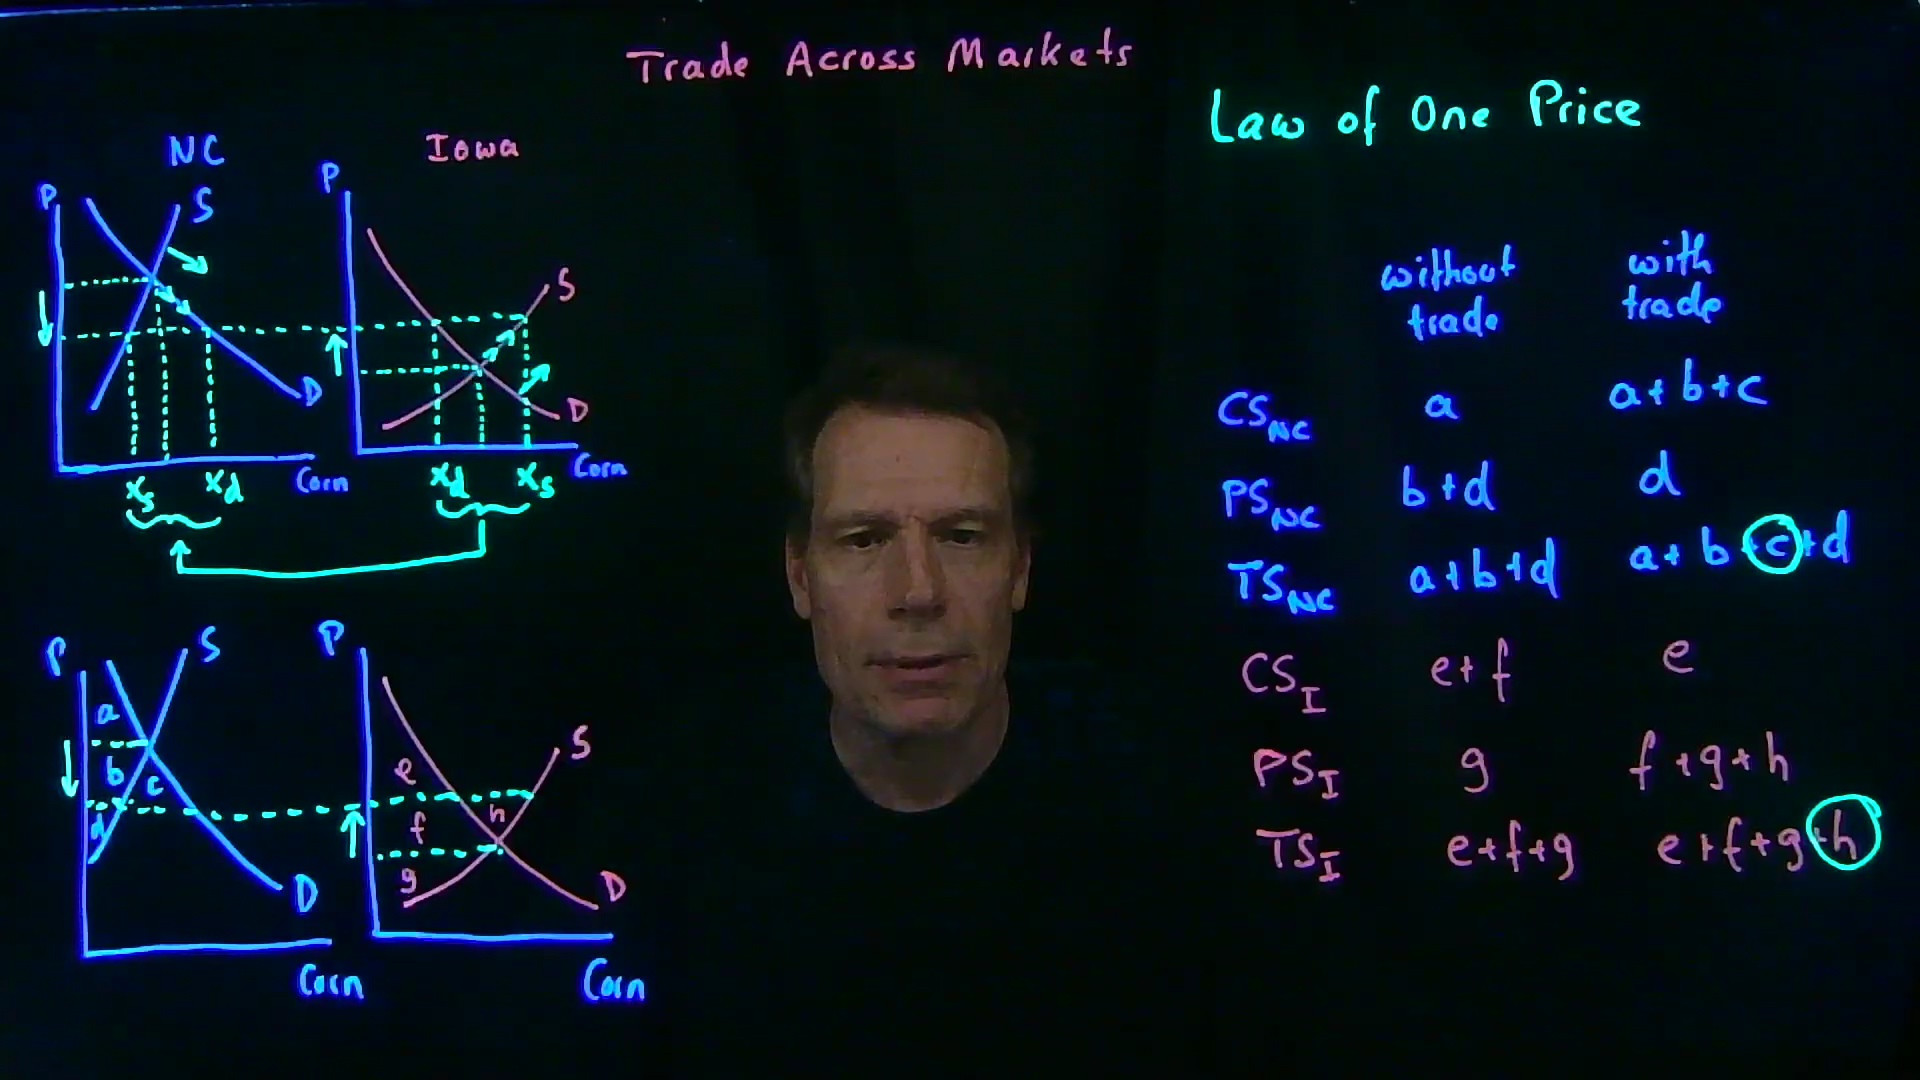 Trade Across Markets
Law of One Price
NC
Iowa
P
S
D
Corn
xs
xd
P
S
D
Corn
xd
xs
P
S
a
b
c
d
D
Corn
P
S
e
f
h
g
D
Corn
without trade
with trade
CSNC a a+b+c
PSNC b+d d
TSNC a+b+d a+b+c+d
CSI e+f e
PSI g f+g+h
TSI e+f+g e+f+g+h